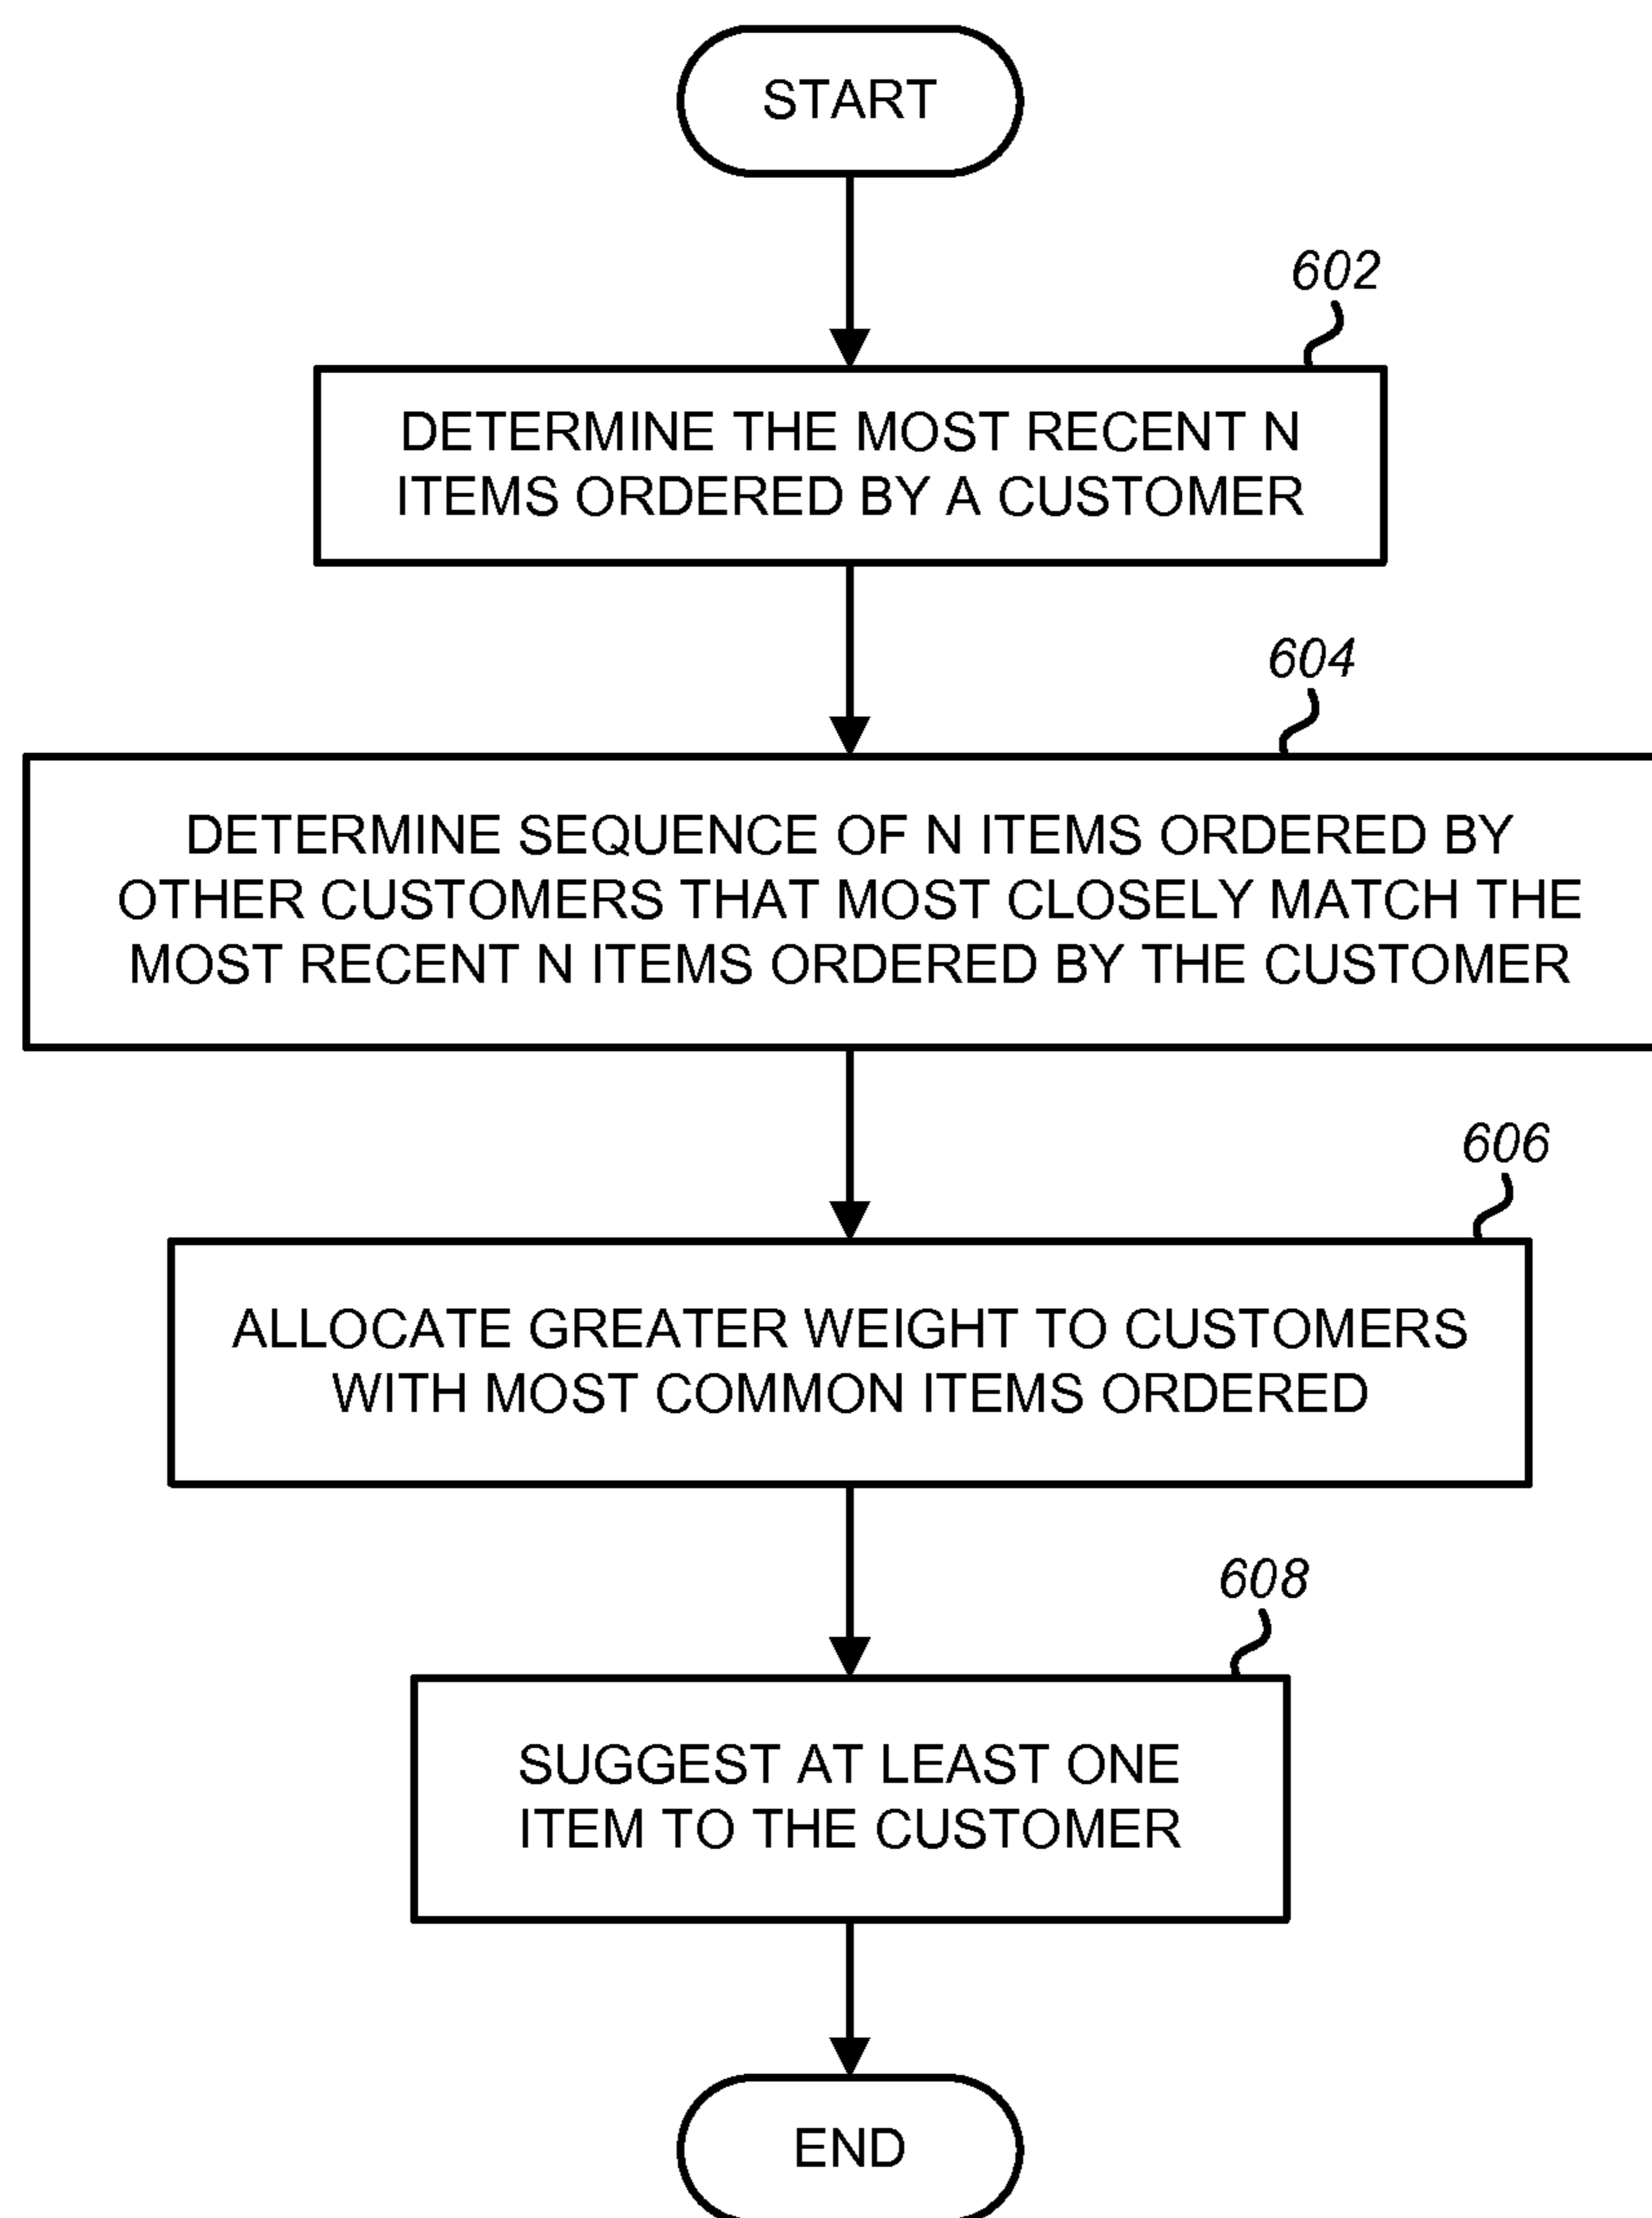 START
602
DETERMINE THE MOST RECENT N
ITEMS ORDERED BY A CUSTOMER
604
DETERMINE SEQUENCE OF N ITEMS ORDERED BY
OTHER CUSTOMERS THAT MOST CLOSELY MATCH THE
MOST RECENT N ITEMS ORDERED BY THE CUSTOMER
606
ALLOCATE GREATER WEIGHT TO CUSTOMERS
WITH MOST COMMON ITEMS ORDERED
608
SUGGEST AT LEAST ONE
ITEM TO THE CUSTOMER
END